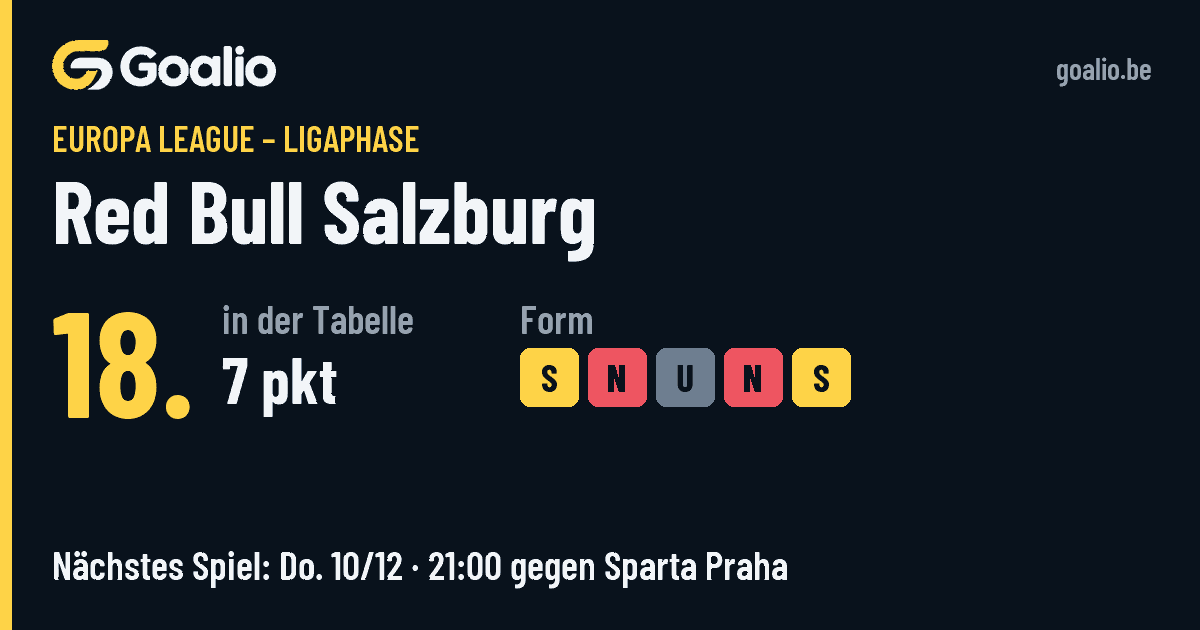 Goalio
goalio.be
EUROPA LEAGUE – LIGAPHASE
Red Bull Salzburg
18.
in der Tabelle
7 pkt
Form
S N U N S
Nächstes Spiel: Do. 10/12 · 21:00 gegen Sparta Praha